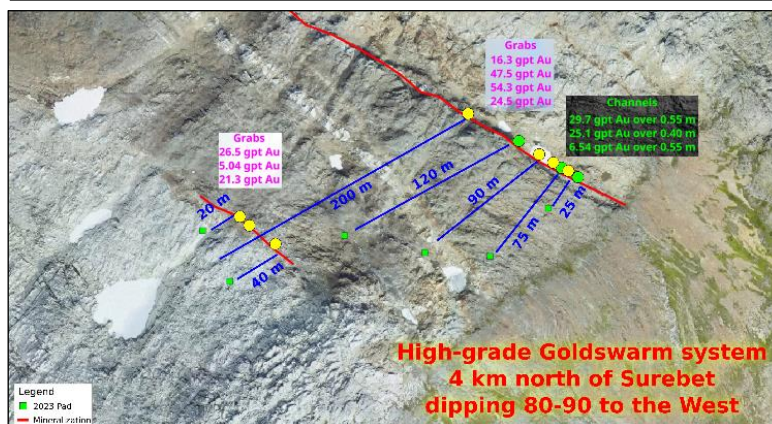 Grabs
16.3 gpt Au
47.5 gpt Au
54.3 gpt Au
24.5 gpt Au
Channels
29.7 gpt Au over 0.55 m
25.1 gpt Au over 0.40 m
6.54 gpt Au over 0.55 m
Grabs
26.5 gpt Au
5.04 gpt Au
21.3 gpt Au
20 m
200 m
120 m
90 m
75 m
25 m
40 m
High-grade Goldswarm system
4 km north of Surebet
dipping 80-90 to the West
Legend
2023 Pad
Mineralization